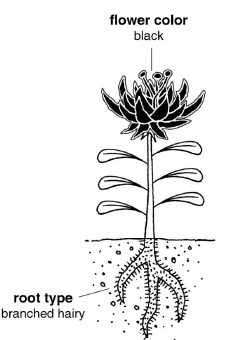 flower color
black
root type
branched hairy